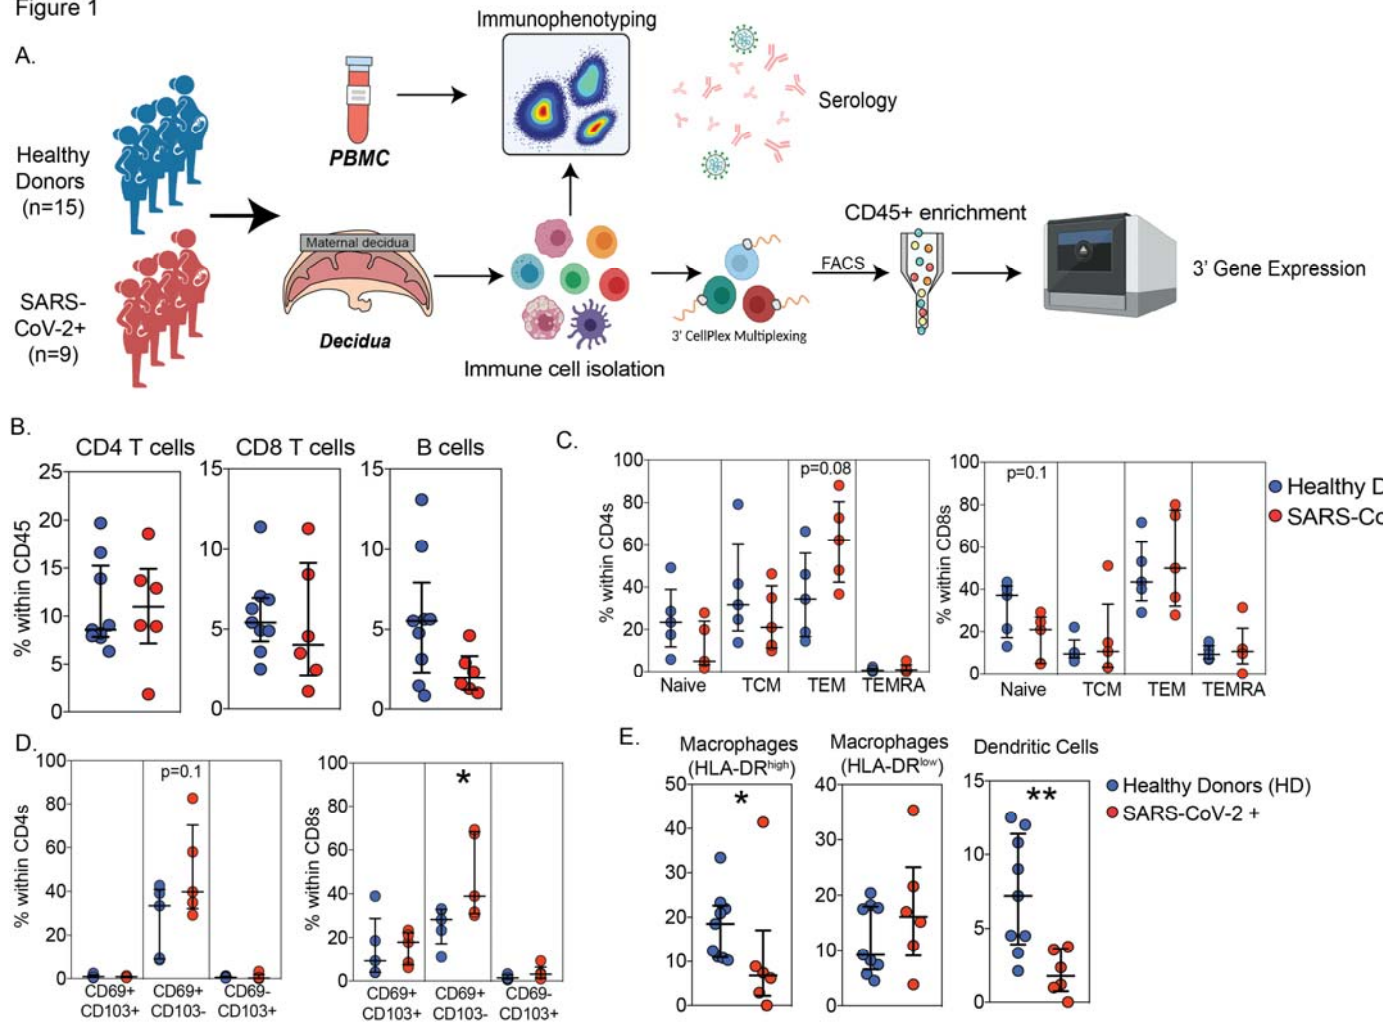 Figure 1
A.
Healthy
Donors
(n=15)
SARS-
CoV-2+
(n=9)
PBMC
Maternal decidua
Decidua
Immunophenotyping
Immune cell isolation
Serology
3' CellPlex Multiplexing
FACS
CD45+ enrichment
3' Gene Expression
B.
CD4 T cells
CD8 T cells
B cells
% within CD45
25
20
15
10
5
0
15
10
5
0
15
10
5
0
C.
% within CD4s
100
80
60
40
20
0
p=0.08
Naive TCM TEM TEMRA
% within CD8s
100
80
60
40
20
0
p=0.1
Naive TCM TEM TEMRA
Healthy D
SARS-Co
D.
% within CD4s
100
80
60
40
20
0
p=0.1
CD69+ CD69+ CD69-
CD103+ CD103- CD103+
% within CD8s
100
80
60
40
20
0
*
CD69+ CD69+ CD69-
CD103+ CD103- CD103+
E.
Macrophages
(HLA-DRhigh)
50
40
30
20
10
0
*
Macrophages
(HLA-DRlow)
40
30
20
10
0
Dendritic Cells
15
10
5
0
**
Healthy Donors (HD)
SARS-CoV-2 +